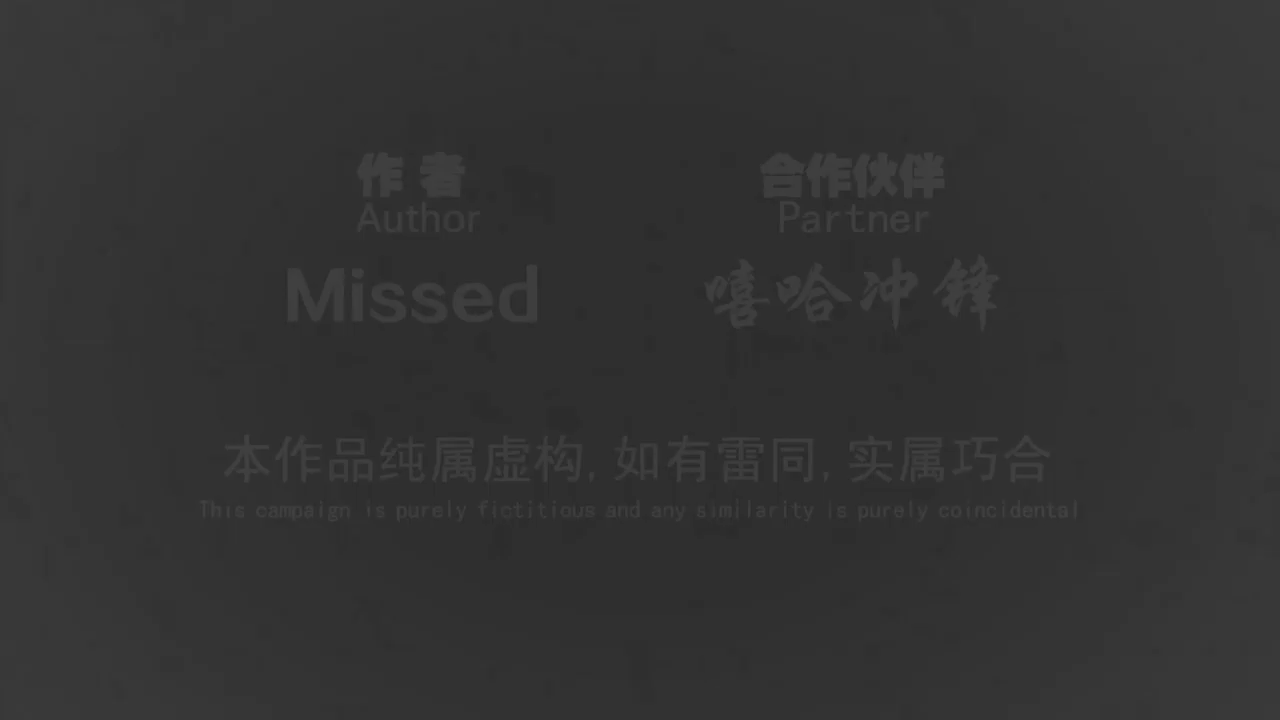 作者 合作伙伴
Author Partner
Missed 嘻哈冲锋
本作品纯属虚构,如有雷同,实属巧合
This campaign is purely fictitious and any similarity is purely coincidental